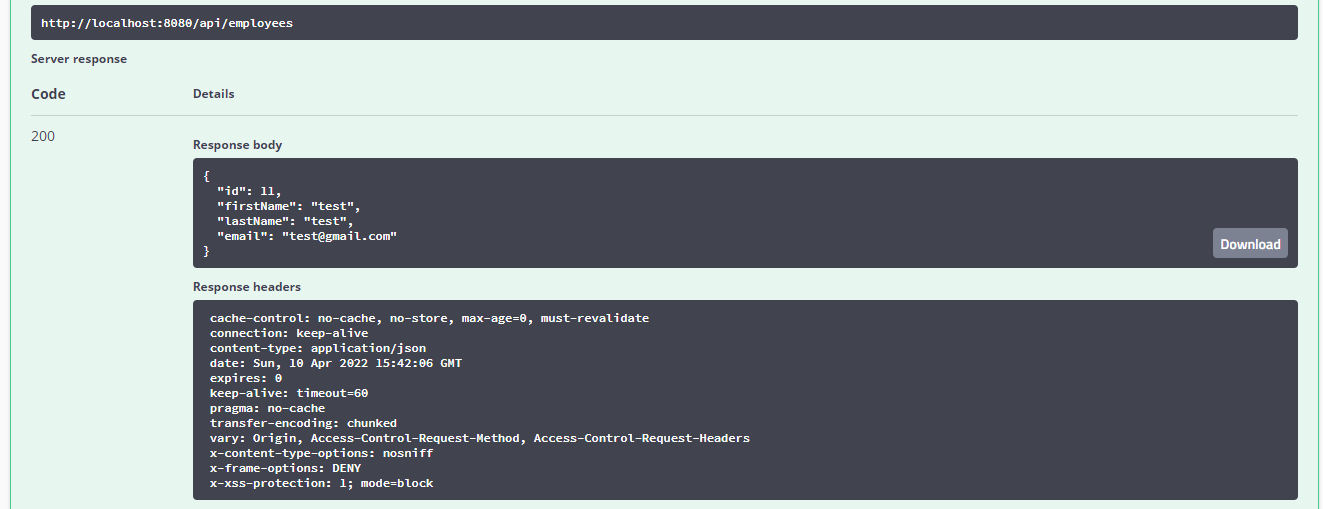 http://localhost:8080/api/employees
Server response
Code Details
200
Response body
{
  "id": 11,
  "firstName": "test",
  "lastName": "test",
  "email": "test@gmail.com"
}
Download
Response headers
cache-control: no-cache, no-store, max-age=0, must-revalidate
connection: keep-alive
content-type: application/json
date: Sun, 10 Apr 2022 15:42:06 GMT
expires: 0
keep-alive: timeout=60
pragma: no-cache
transfer-encoding: chunked
vary: Origin, Access-Control-Request-Method, Access-Control-Request-Headers
x-content-type-options: nosniff
x-frame-options: DENY
x-xss-protection: 1; mode=block